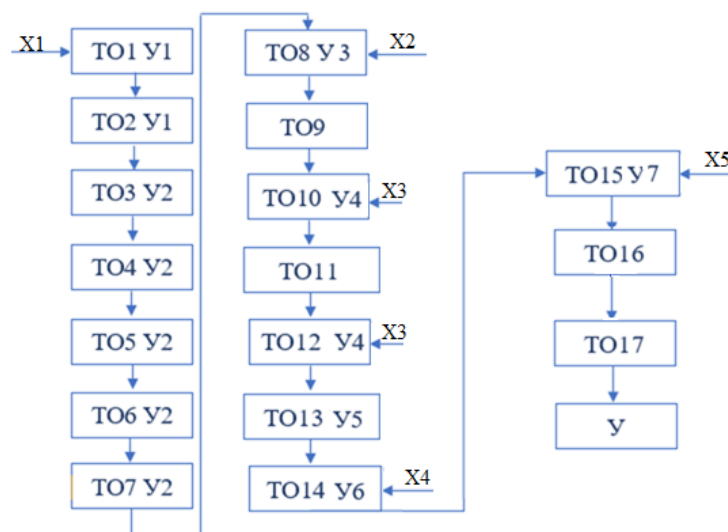 X1
ТО1 У1
ТО2 У1
ТО3 У2
ТО4 У2
ТО5 У2
ТО6 У2
ТО7 У2
ТО8 У 3
X2
ТО9
ТО10 У4
X3
ТО11
ТО12 У4
X3
ТО13 У5
ТО14 У6
X4
ТО15 У 7
X5
ТО16
ТО17
У